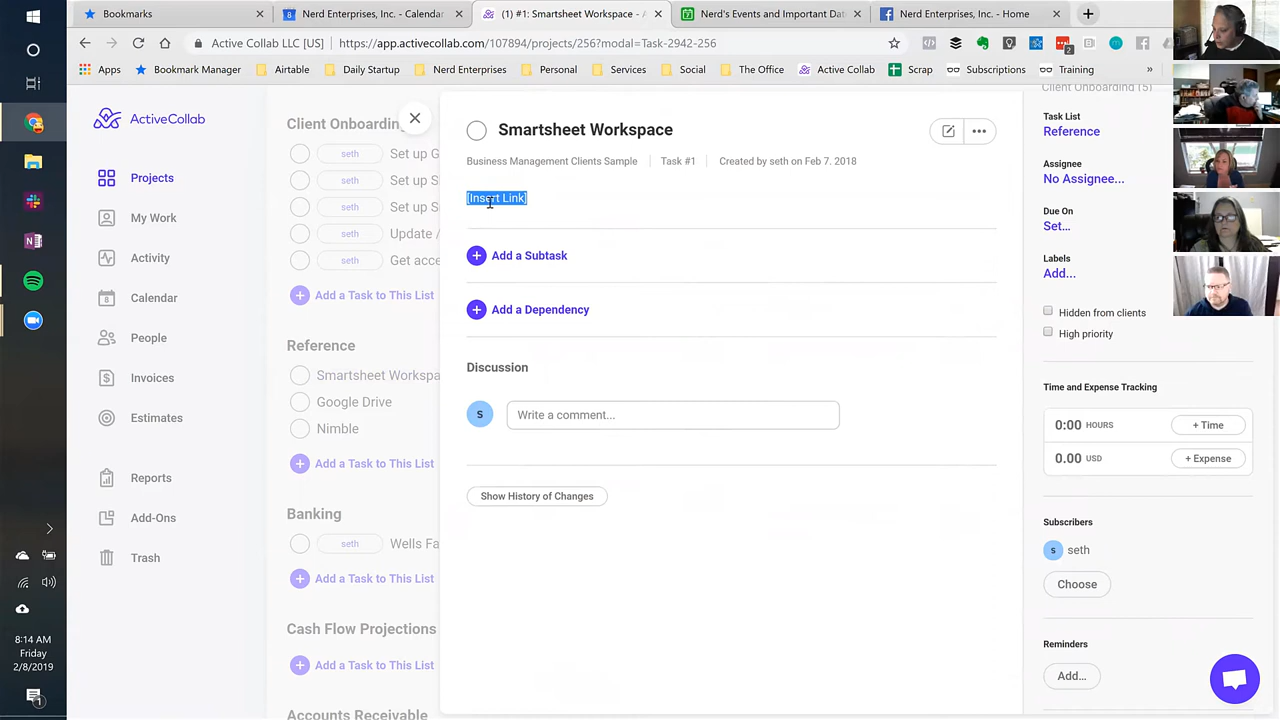 Bookmarks
Nerd Enterprises, Inc. - Calendar
(1) #1: Smartsheet Workspace - 
Nerd's Events and Important
Nerd Enterprises, Inc. - Home
Active Collab LLC [US]
https://app.activecollab.com/107894/projects/256?modal=Task-2942-256
Apps
Bookmark Manager
Airtable
Daily Startup
Nerd E
Personal
Services
Social
The Office
Active Collab
Subscriptions
Training
»
ActiveCollab
Projects
My Work
Activity
Calendar
People
Invoices
Estimates
Reports
Add-Ons
Trash
Client Onboardin
seth Set up G
seth Set up S
seth Set up S
seth Update /
seth Get acce
Add a Task to This List
Reference
Smartsheet Workspa
Google Drive
Nimble
Add a Task to This List
Banking
seth Wells Fa
Add a Task to This List
Cash Flow Projections
Add a Task to This List
Accounts Receivable
Smartsheet Workspace
Business Management Clients Sample
Task #1
Created by seth on Feb 7. 2018
[Insert Link]
Add a Subtask
Add a Dependency
Discussion
S
Write a comment...
Show History of Changes
Client Onboarding (5)
Task List
Reference
Assignee
No Assignee...
Due On
Set...
Labels
Add...
Hidden from clients
High priority
Time and Expense Tracking
0:00 HOURS
+ Time
0.00 USD
+ Expense
Subscribers
S seth
Choose
Reminders
Add...
8:14 AM
Friday
2/8/2019
1